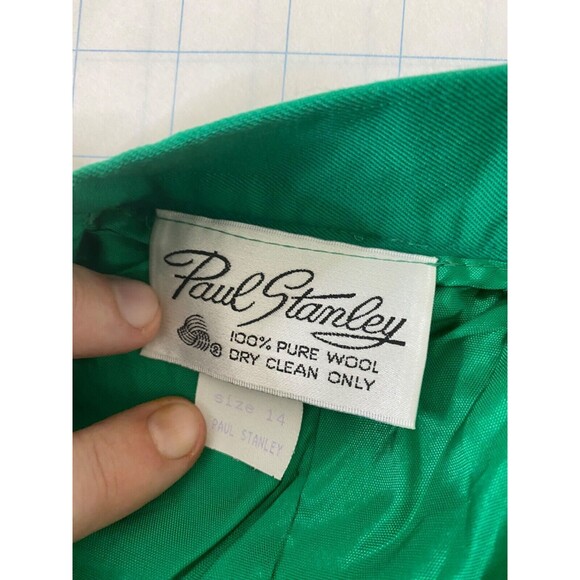 Paul Stanley
100% PURE WOOL
DRY CLEAN ONLY
size 14
PAUL STANLEY